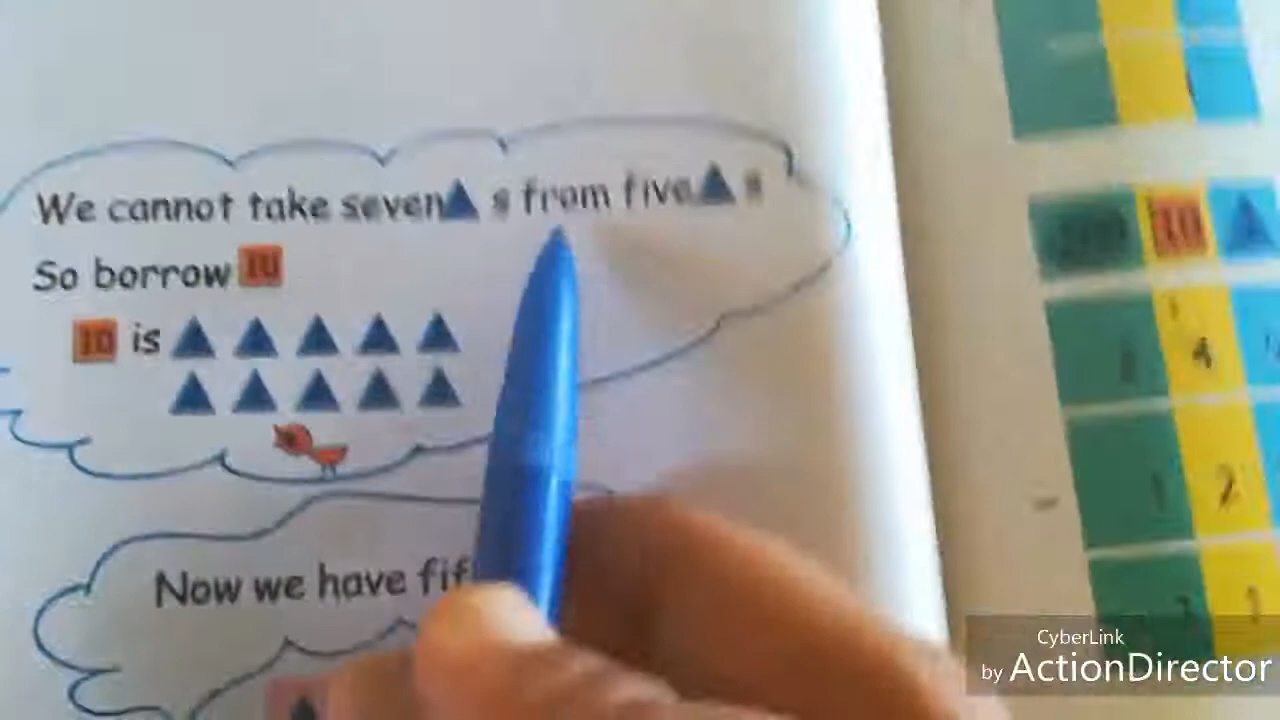 We cannot take seven s from five s
So borrow 10
10 is
Now we have fif
100 10
4
1 2
CyberLink
by ActionDirector